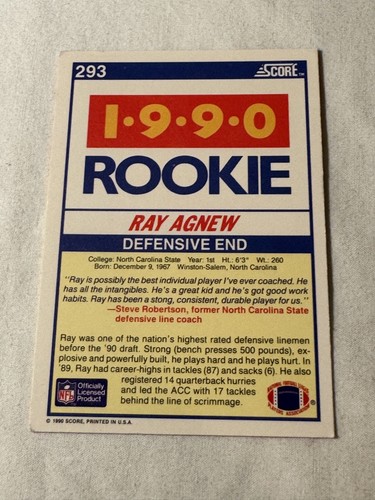 293
SCORE™
1·9·9·0
ROOKIE
RAY AGNEW
DEFENSIVE END
College: North Carolina State Year: 1st Ht.: 6'3" Wt.: 260
Born: December 9, 1967 Winston-Salem, North Carolina
"Ray is possibly the best individual player I've ever coached. He
has all the intangibles. He's a great kid and he's got good work
habits. Ray has been a strong, consistent, durable player for us."
—Steve Robertson, former North Carolina State
defensive line coach
Ray was one of the nation's highest rated defensive linemen
before the '90 draft. Strong (bench presses 500 pounds), ex-
plosive and powerfully built, he plays hard and he hurts. In
'89, Ray had career-highs in tackles (87) and sacks (6). He also
registered 14 quarterback hurries
and led the ACC with 17 tackles
behind the line of scrimmage.
NFL
Officially
Licensed
Product
© 1990 SCORE, PRINTED IN U.S.A.